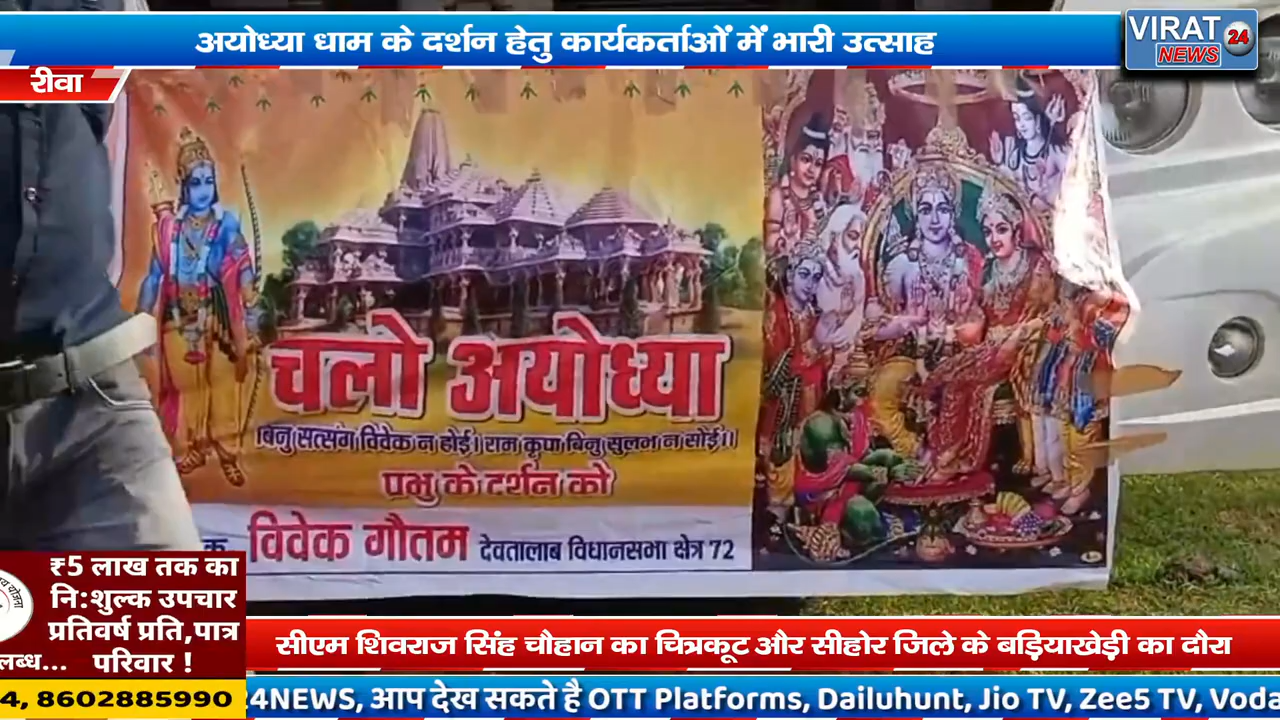 अयोध्या धाम के दर्शन हेतु कार्यकर्ताओं में भारी उत्साह
VIRAT
NEWS 24
रीवा
चलो अयोध्या
।बिनु सत्संग विवेक न होई। राम कृपा बिनु सुलभ न सोई।।
प्रभु के दर्शन को
क विवेक गौतम देवतालाब विधानसभा क्षेत्र 72
₹5 लाख तक का
नि:शुल्क उपचार
प्रतिवर्ष प्रति,पात्र
लब्ध... परिवार !
सीएम शिवराज सिंह चौहान का चित्रकूट और सीहोर जिले के बड़ियाखेड़ी का दौरा
4, 8602885990
24NEWS, आप देख सकते है OTT Platforms, Dailuhunt, Jio TV, Zee5 TV, Voda